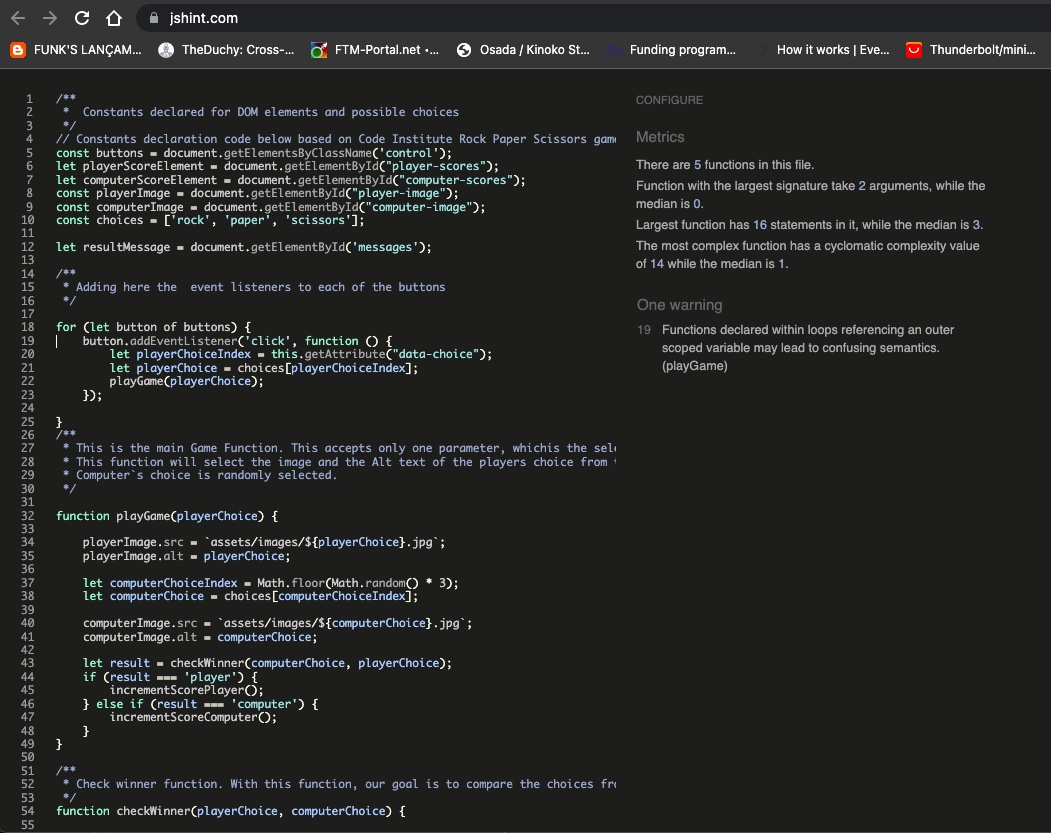 jshint.com
FUNK'S LANÇAM... TheDuchy: Cross-... FTM-Portal.net •... Osada / Kinoko St... Funding program... How it works | Eve... Thunderbolt/mini...
1 /**
2  *  Constants declared for DOM elements and possible choices
3  */
4 // Constants declaration code below based on Code Institute Rock Paper Scissors game
5 const buttons = document.getElementsByClassName('control');
6 let playerScoreElement = document.getElementById("player-scores");
7 let computerScoreElement = document.getElementById("computer-scores");
8 const playerImage = document.getElementById("player-image");
9 const computerImage = document.getElementById("computer-image");
10 const choices = ['rock', 'paper', 'scissors'];
11
12 let resultMessage = document.getElementById('messages');
13
14 /**
15  * Adding here the  event listeners to each of the buttons
16  */
17
18 for (let button of buttons) {
19     button.addEventListener('click', function () {
20         let playerChoiceIndex = this.getAttribute("data-choice");
21         let playerChoice = choices[playerChoiceIndex];
22         playGame(playerChoice);
23     });
24
25 }
26 /**
27  * This is the main Game Function. This accepts only one parameter, whichis the sele
28  * This function will select the image and the Alt text of the players choice from
29  * Computer`s choice is randomly selected.
30  */
31
32 function playGame(playerChoice) {
33
34     playerImage.src = `assets/images/${playerChoice}.jpg`;
35     playerImage.alt = playerChoice;
36
37     let computerChoiceIndex = Math.floor(Math.random() * 3);
38     let computerChoice = choices[computerChoiceIndex];
39
40     computerImage.src = `assets/images/${computerChoice}.jpg`;
41     computerImage.alt = computerChoice;
42
43     let result = checkWinner(computerChoice, playerChoice);
44     if (result === 'player') {
45         incrementScorePlayer();
46     } else if (result === 'computer') {
47         incrementScoreComputer();
48     }
49 }
50
51 /**
52  * Check winner function. With this function, our goal is to compare the choices fro
53  */
54 function checkWinner(playerChoice, computerChoice) {
55
CONFIGURE
Metrics
There are 5 functions in this file.
Function with the largest signature take 2 arguments, while the
median is 0.
Largest function has 16 statements in it, while the median is 3.
The most complex function has a cyclomatic complexity value
of 14 while the median is 1.
One warning
19 Functions declared within loops referencing an outer
scoped variable may lead to confusing semantics.
(playGame)